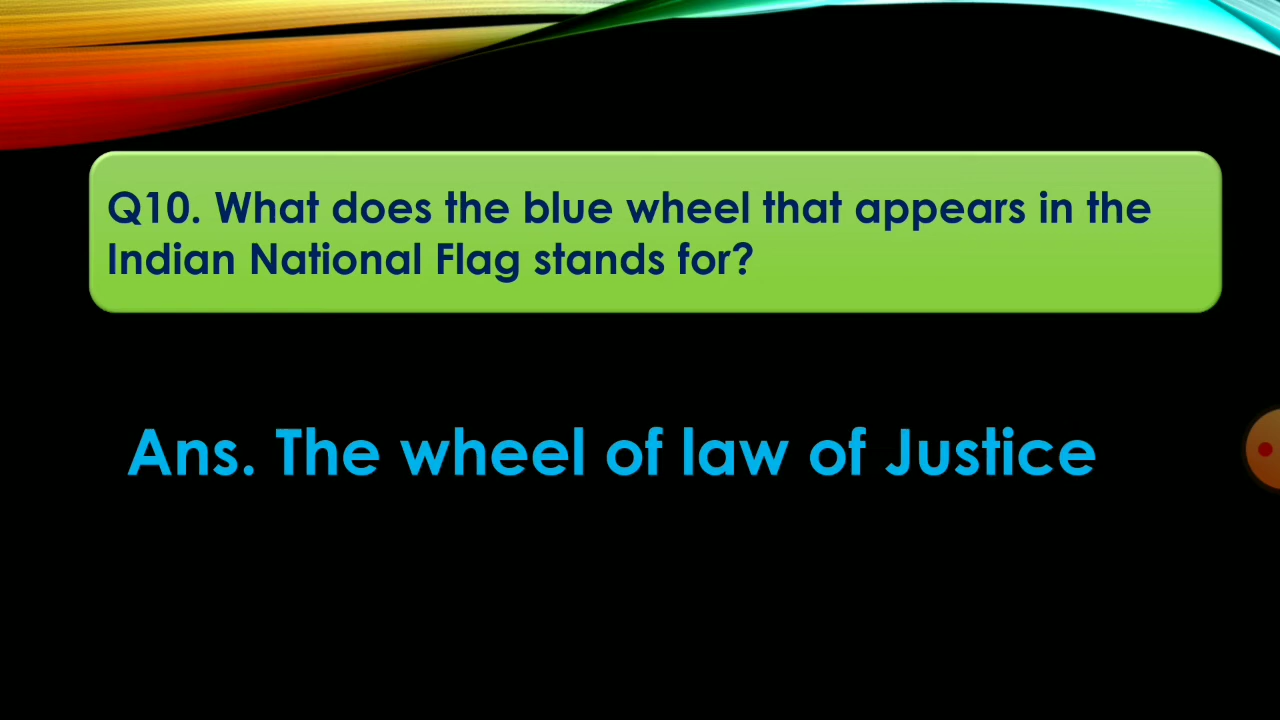 Q10. What does the blue wheel that appears in the
Indian National Flag stands for?
Ans. The wheel of law of Justice